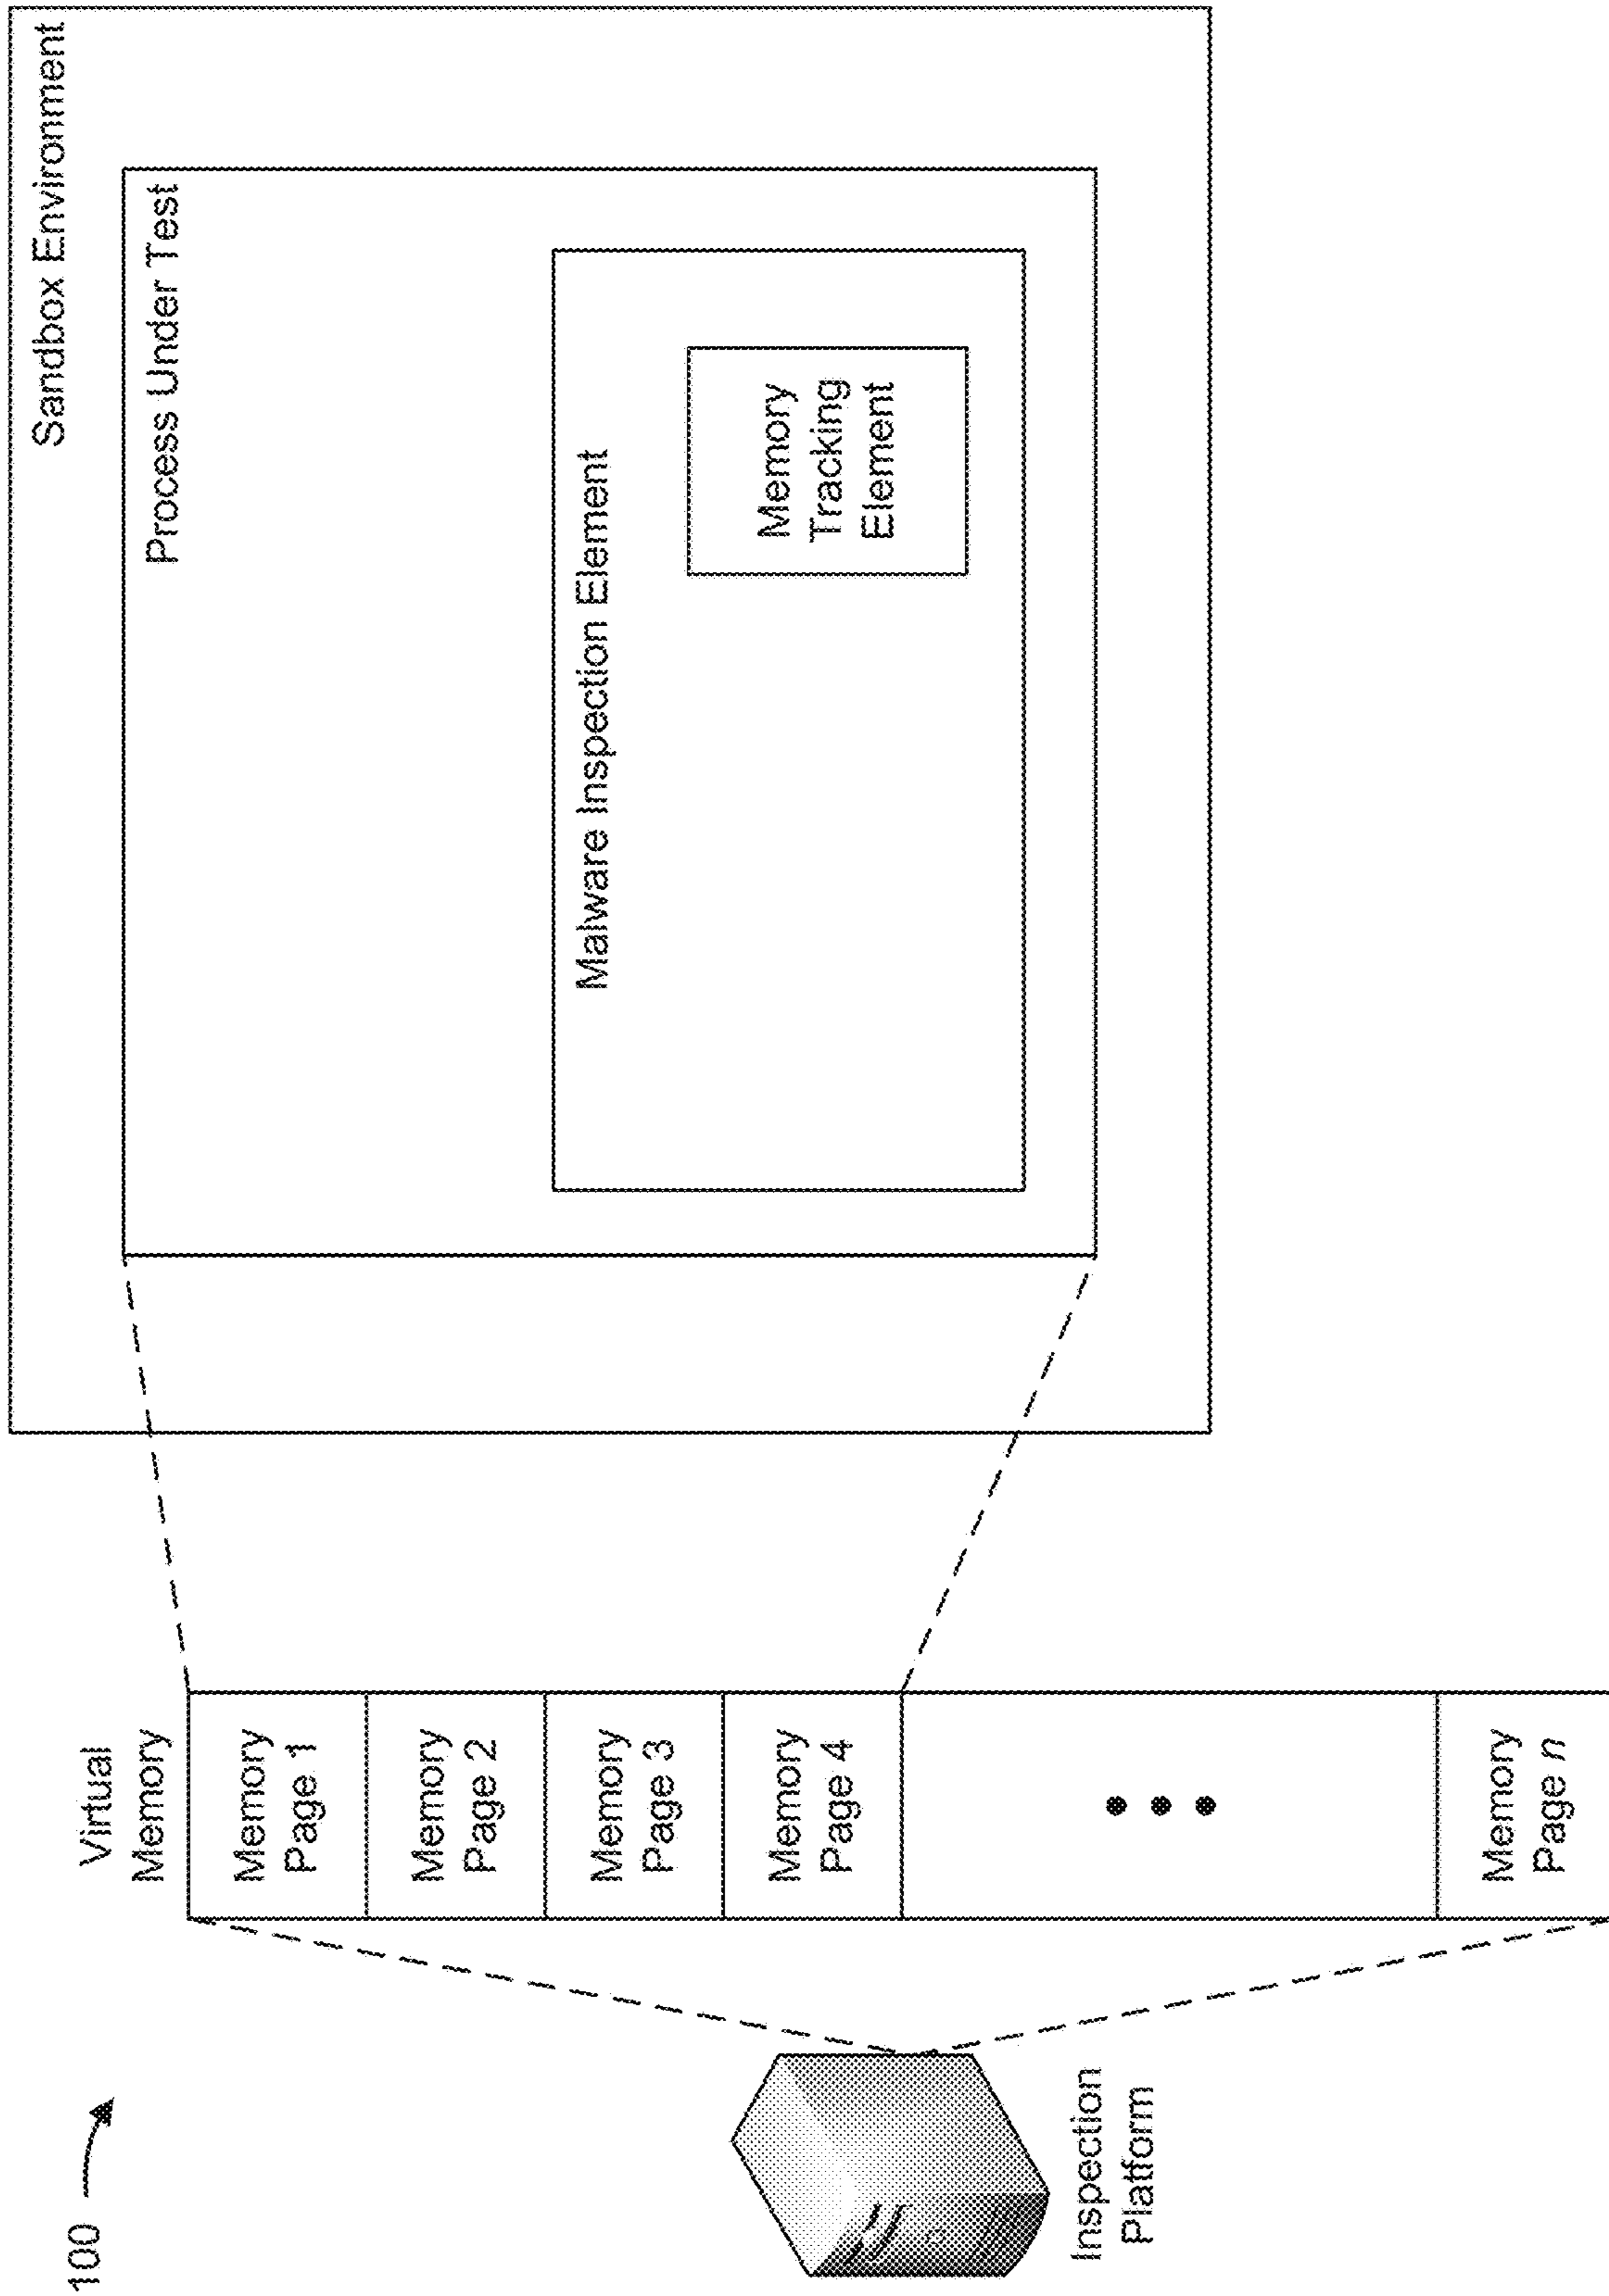 100
Inspection
Platform
Virtual
Memory
Memory
Page 1
Memory
Page 2
Memory
Page 3
Memory
Page 4
Memory
Page n
Sandbox Environment
Process Under Test
Malware Inspection Element
Memory
Tracking
Element